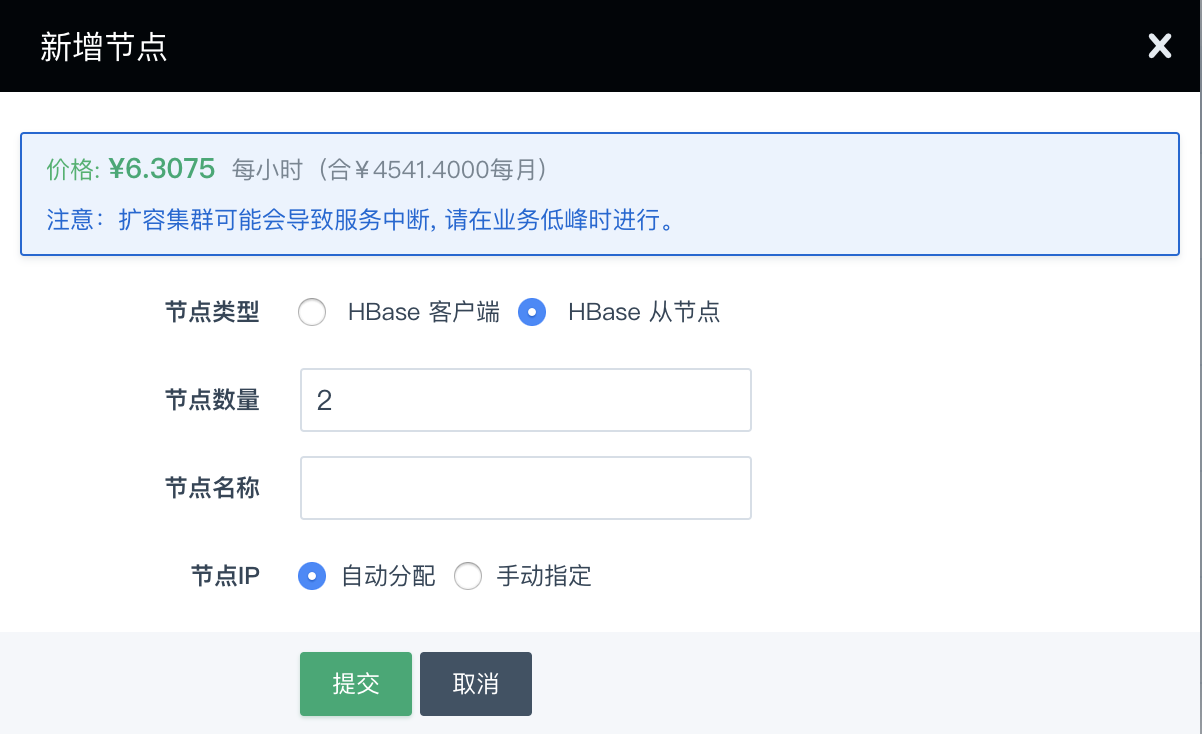 新增节点
价格: ¥6.3075 每小时（合￥4541.4000每月）
注意：扩容集群可能会导致服务中断, 请在业务低峰时进行。
节点类型 HBase 客户端 HBase 从节点
节点数量 2
节点名称
节点IP 自动分配 手动指定
提交 取消